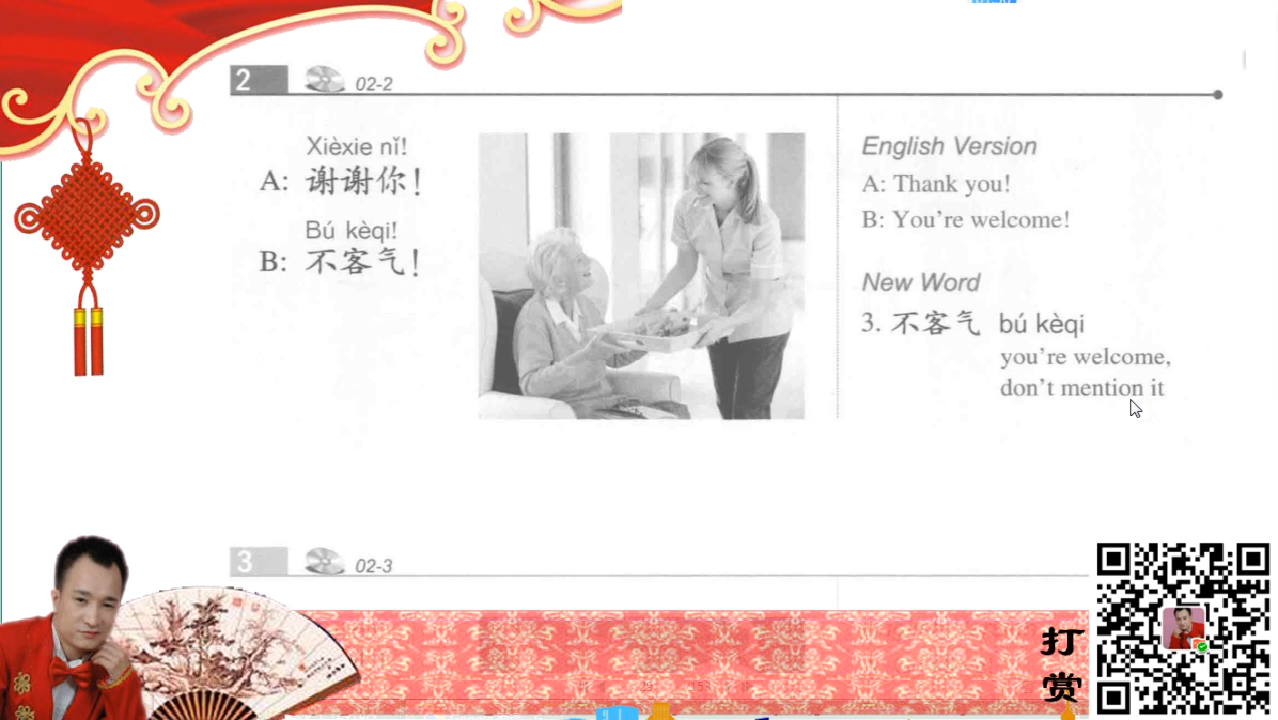 2 02-2
Xièxie nǐ!
A: 谢谢你!
Bú kèqi!
B: 不客气!
English Version
A: Thank you!
B: You're welcome!
New Word
3. 不客气 bú kèqi
you're welcome,
don't mention it
3 02-3
打
赏